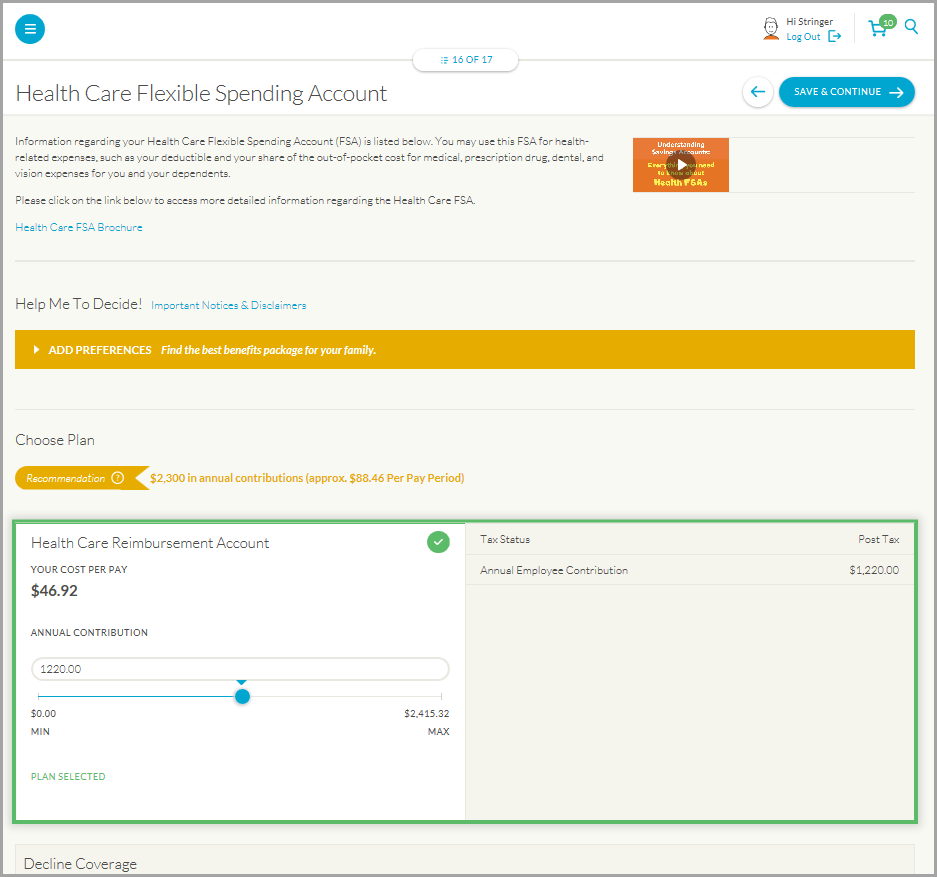 Hi Stringer
Log Out
10
16 OF 17
Health Care Flexible Spending Account
SAVE & CONTINUE
Information regarding your Health Care Flexible Spending Account (FSA) is listed below. You may use this FSA for health-
related expenses, such as your deductible and your share of the out-of-pocket cost for medical, prescription drug, dental, and
vision expenses for you and your dependents.
Understanding
Savings Accounts:
Everything you need
to know about
Health FSAs
Please click on the link below to access more detailed information regarding the Health Care FSA.
Health Care FSA Brochure
Help Me To Decide! Important Notices & Disclaimers
ADD PREFERENCES Find the best benefits package for your family.
Choose Plan
Recommendation ? $2,300 in annual contributions (approx. $88.46 Per Pay Period)
Health Care Reimbursement Account
YOUR COST PER PAY
$46.92
ANNUAL CONTRIBUTION
1220.00
$0.00 $2,415.32
MIN MAX
PLAN SELECTED
Tax Status Post Tax
Annual Employee Contribution $1,220.00
Decline Coverage